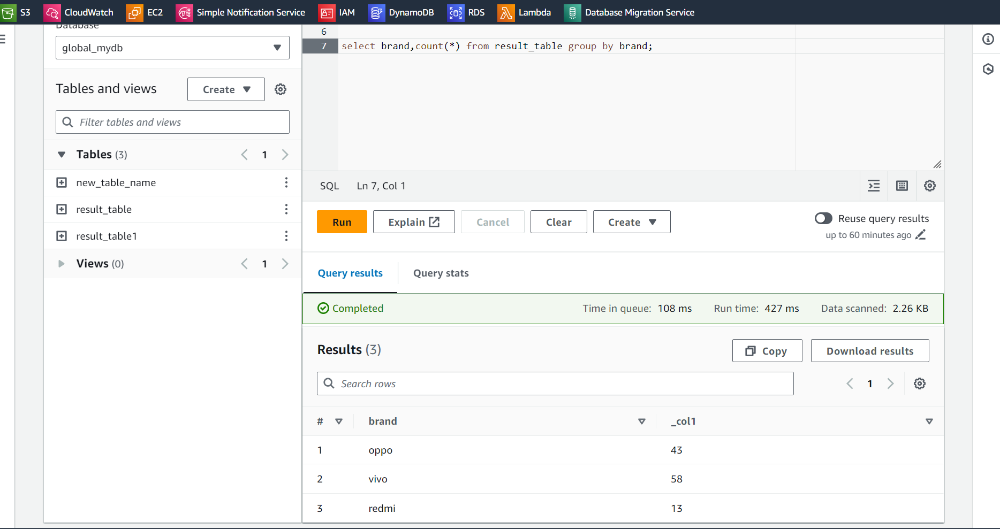 S3 CloudWatch EC2 Simple Notification Service IAM DynamoDB RDS Lambda Database Migration Service
Database
global_mydb
Tables and views Create
Filter tables and views
Tables (3) 1
new_table_name
result_table
result_table1
Views (0) 1
6
7 select brand,count(*) from result_table group by brand;
SQL Ln 7, Col 1
Run Explain Cancel Clear Create Reuse query results
up to 60 minutes ago
Query results Query stats
Completed Time in queue: 108 ms Run time: 427 ms Data scanned: 2.26 KB
Results (3) Copy Download results
Search rows 1
# brand _col1
1 oppo 43
2 vivo 58
3 redmi 13